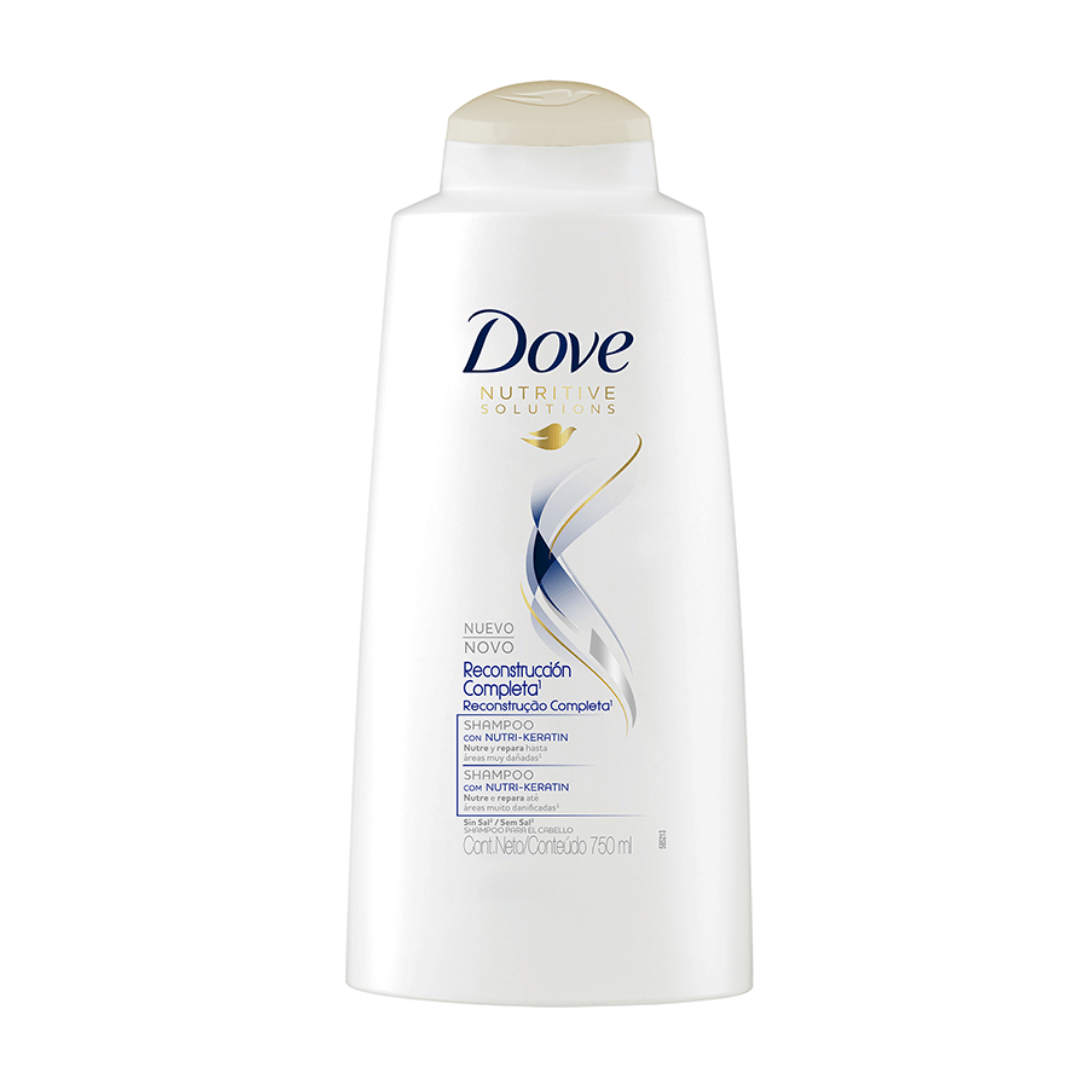 Dove
NUTRITIVE
SOLUTIONS
NUEVO
NOVO
Reconstrucción
Completa¹
Reconstrução Completa¹
SHAMPOO
CON NUTRI-KERATIN
Nutre y repara hasta
áreas muy dañadas¹
SHAMPOO
COM NUTRI-KERATIN
Nutre e repara até
áreas muito danificadas¹
Sin Sal² / Sem Sal²
SHAMPOO PARA EL CABELLO
Cont.Neto/Conteúdo 750 ml